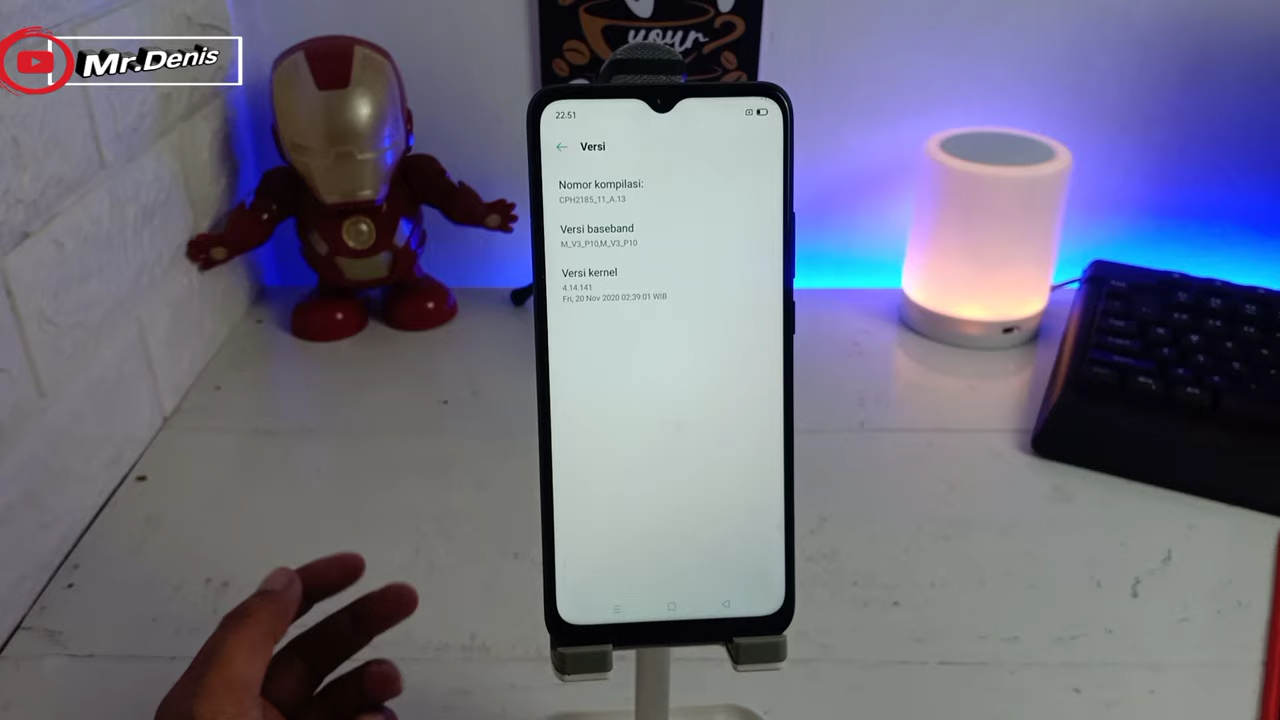 Mr.Denis
your
?
22.51
Versi
Nomor kompilasi:
CPH2185_11_A.13
Versi baseband
M_V3_P10,M_V3_P10
Versi kernel
4.14.141
Fri, 20 Nov 2020 02:39:01 WIB